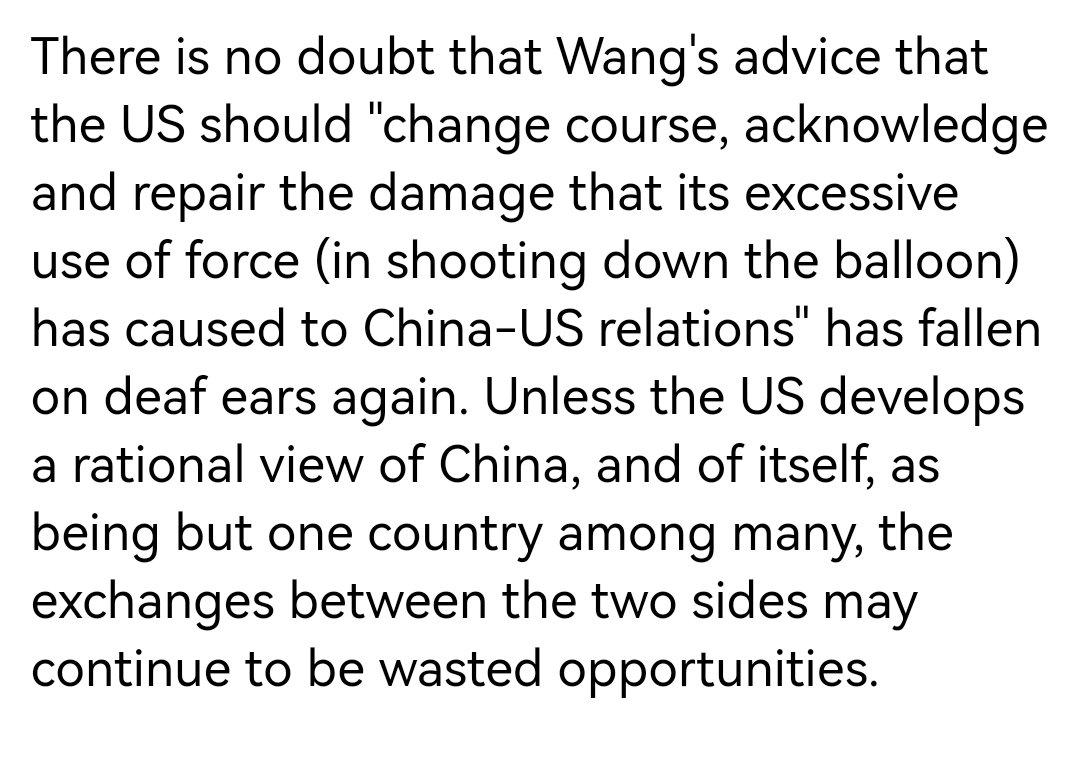 There is no doubt that Wang's advice that
the US should "change course, acknowledge
and repair the damage that its excessive
use of force (in shooting down the balloon)
has caused to China-US relations" has fallen
on deaf ears again. Unless the US develops
a rational view of China, and of itself, as
being but one country among many, the
exchanges between the two sides may
continue to be wasted opportunities.